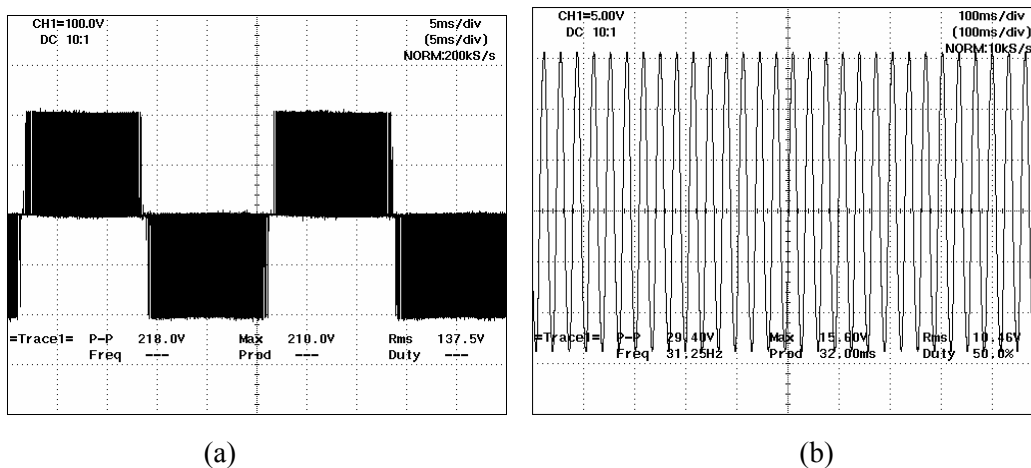 CH1=100.0V
DC 10:1
5ms/div
(5ms/div)
NORM:200kS/s
=Trace1= P-P 218.0V Max 210.0V Rms 137.5V
Freq --- Prod --- Duty ---
CH1=5.00V
DC 10:1
100ms/div
(100ms/div)
NORM:10kS/s
=Trace1= P-P 29.40V Max 15.60V Rms 10.46V
Freq 31.25Hz Prod 32.00ms Duty 50.0%
(a)
(b)